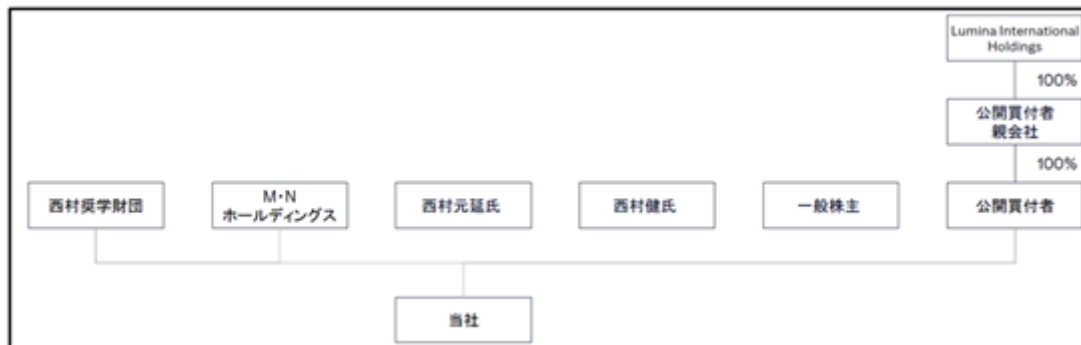 Lumina International
Holdings
100%
公開買付者
親会社
100%
西村奨学財団
M・N
ホールディングス
西村元延氏
西村健氏
一般株主
公開買付者
当社